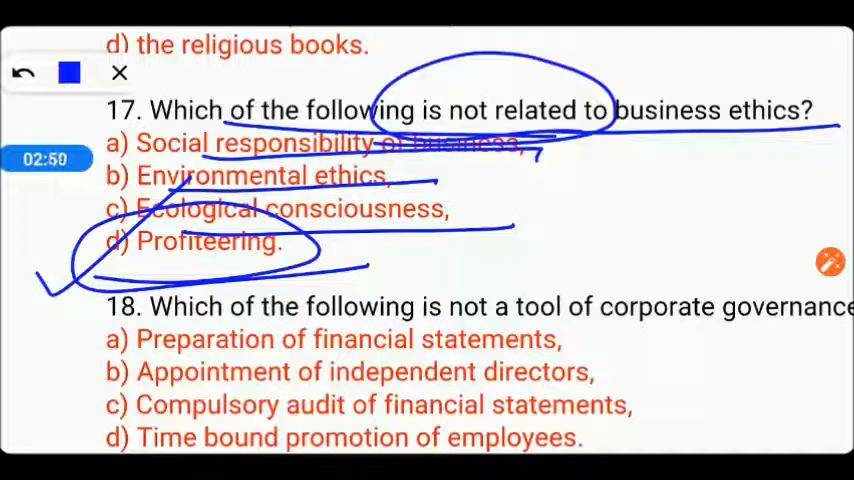 d) the religious books.
17. Which of the following is not related to business ethics?
a) Social responsibility of business,
02:50
b) Environmental ethics,
c) Ecological consciousness,
d) Profiteering.
18. Which of the following is not a tool of corporate governance
a) Preparation of financial statements,
b) Appointment of independent directors,
c) Compulsory audit of financial statements,
d) Time bound promotion of employees.